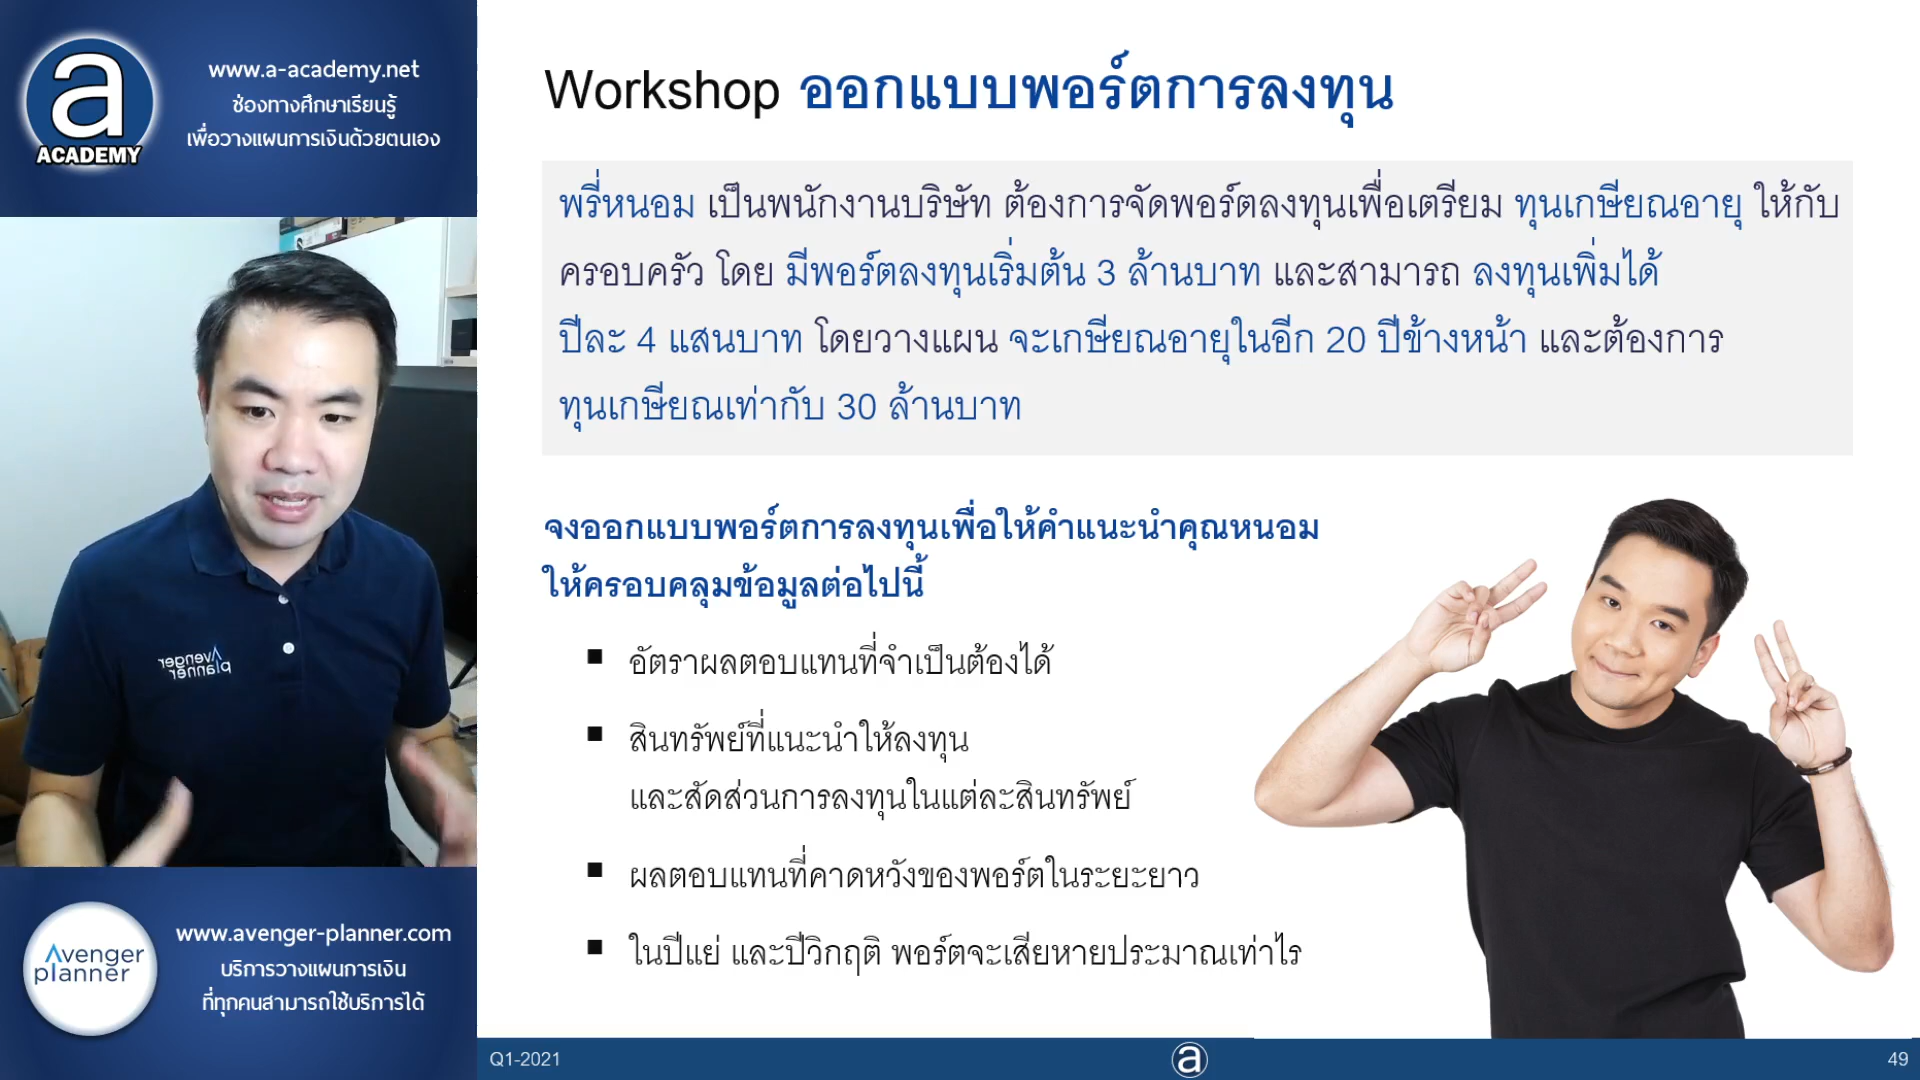 a
ACADEMY
www.a-academy.net
ช่องทางศึกษาเรียนรู้
เพื่อวางแผนการเงินด้วยตนเอง
Workshop ออกแบบพอร์ตการลงทุน
พรี่หนอม เป็นพนักงานบริษัท ต้องการจัดพอร์ตลงทุนเพื่อเตรียม ทุนเกษียณอายุ ให้กับ
ครอบครัว โดย มีพอร์ตลงทุนเริ่มต้น 3 ล้านบาท และสามารถ ลงทุนเพิ่มได้
ปีละ 4 แสนบาท โดยวางแผน จะเกษียณอายุในอีก 20 ปีข้างหน้า และต้องการ
ทุนเกษียณเท่ากับ 30 ล้านบาท
จงออกแบบพอร์ตการลงทุนเพื่อให้คำแนะนำคุณหนอม
ให้ครอบคลุมข้อมูลต่อไปนี้
▪ อัตราผลตอบแทนที่จำเป็นต้องได้
▪ สินทรัพย์ที่แนะนำให้ลงทุน
และสัดส่วนการลงทุนในแต่ละสินทรัพย์
▪ ผลตอบแทนที่คาดหวังของพอร์ตในระยะยาว
▪ ในปีแย่ และปีวิกฤติ พอร์ตจะเสียหายประมาณเท่าไร
Avenger
planner
Avenger
planner
www.avenger-planner.com
บริการวางแผนการเงิน
ที่ทุกคนสามารถใช้บริการได้
Q1-2021
a
49